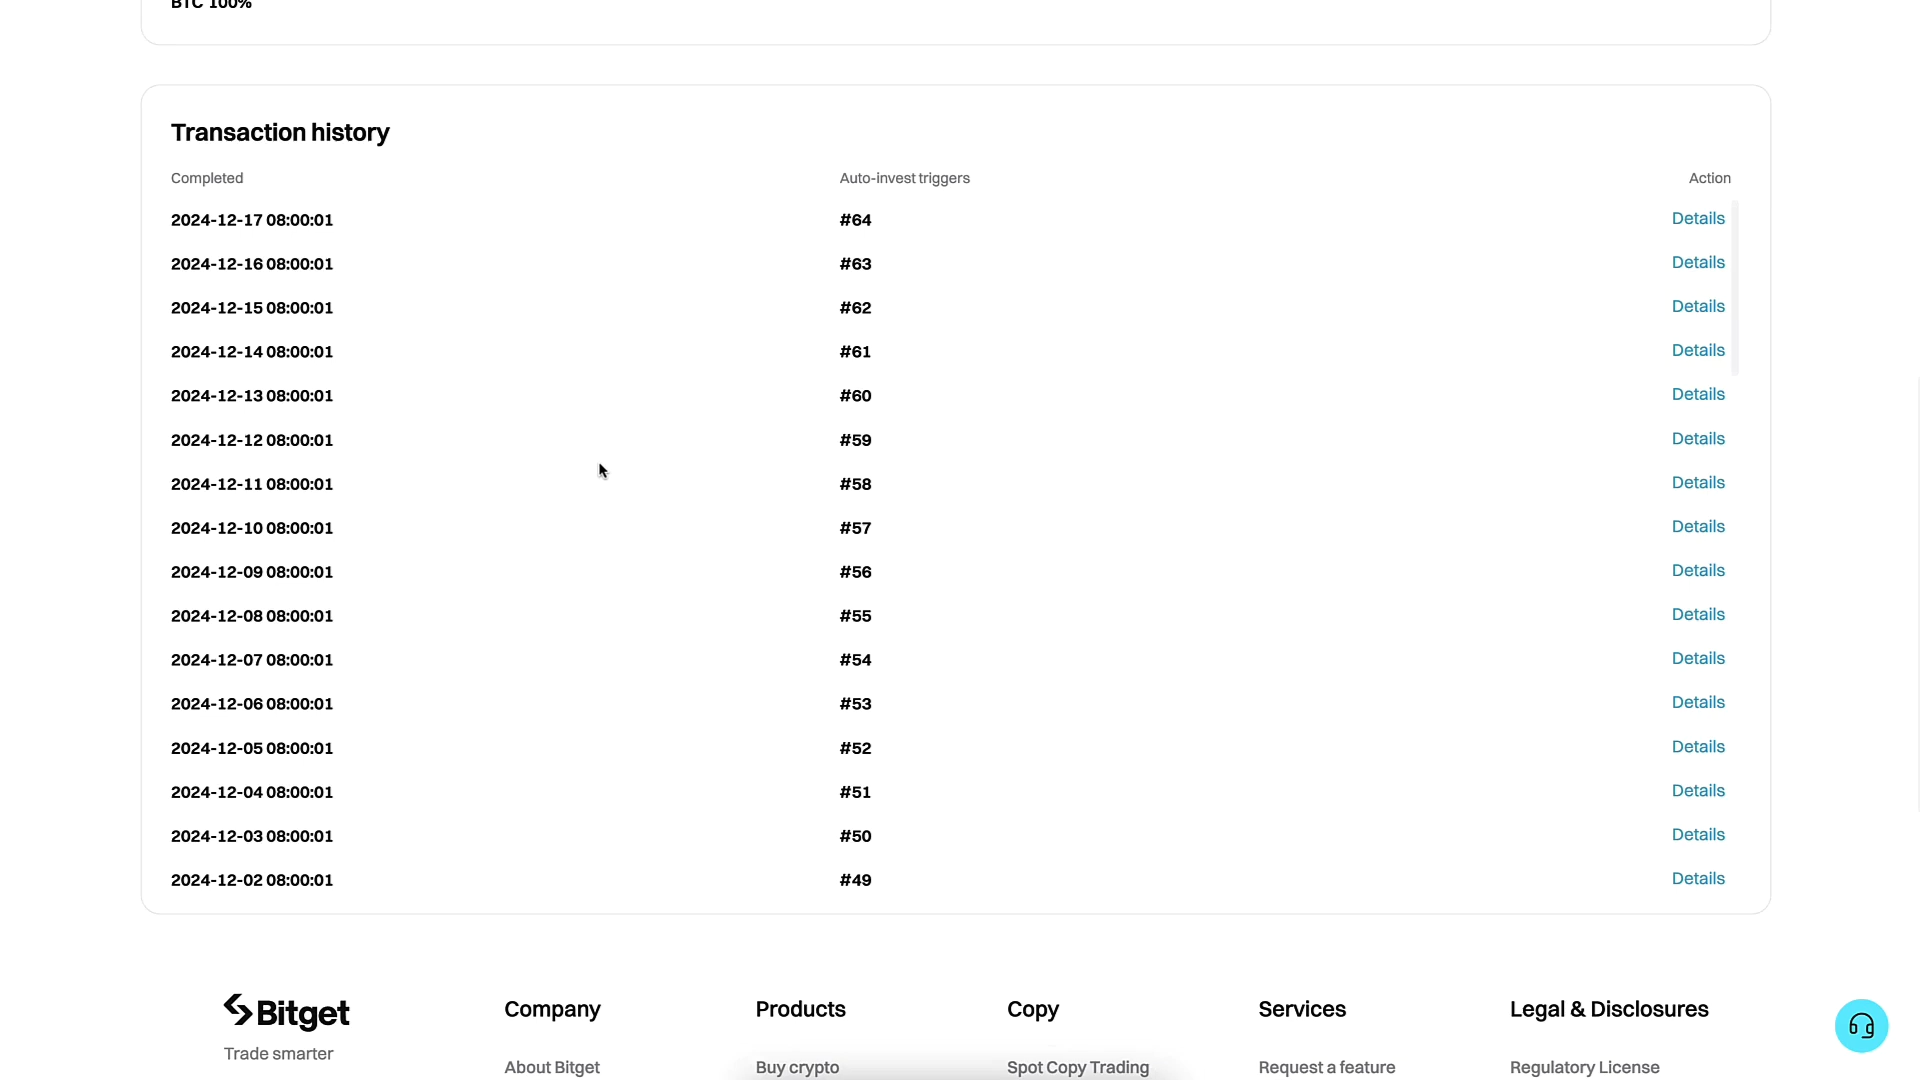 BTC 100%
Transaction history
Completed Auto-invest triggers Action
2024-12-17 08:00:01 #64 Details
2024-12-16 08:00:01 #63 Details
2024-12-15 08:00:01 #62 Details
2024-12-14 08:00:01 #61 Details
2024-12-13 08:00:01 #60 Details
2024-12-12 08:00:01 #59 Details
2024-12-11 08:00:01 #58 Details
2024-12-10 08:00:01 #57 Details
2024-12-09 08:00:01 #56 Details
2024-12-08 08:00:01 #55 Details
2024-12-07 08:00:01 #54 Details
2024-12-06 08:00:01 #53 Details
2024-12-05 08:00:01 #52 Details
2024-12-04 08:00:01 #51 Details
2024-12-03 08:00:01 #50 Details
2024-12-02 08:00:01 #49 Details
Bitget Company Products Copy Services Legal & Disclosures
Trade smarter
About Bitget Buy crypto Spot Copy Trading Request a feature Regulatory License